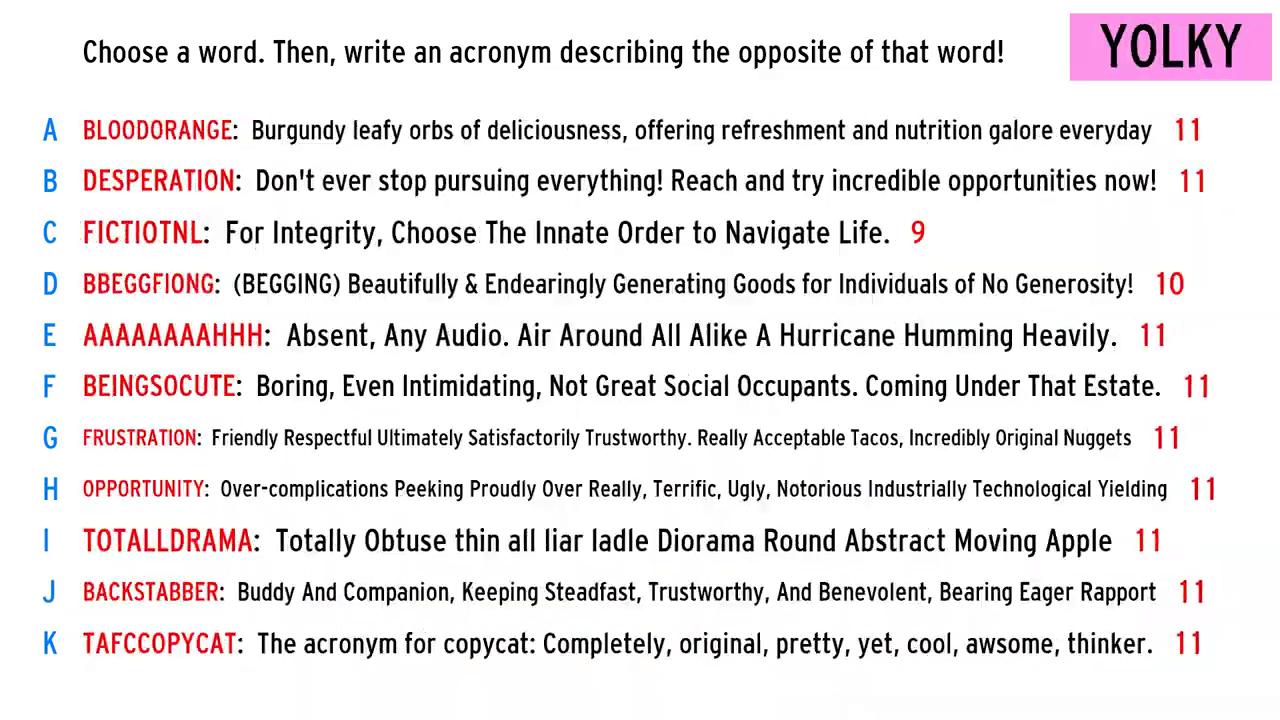 Choose a word. Then, write an acronym describing the opposite of that word!
YOLKY
A BLOODORANGE: Burgundy leafy orbs of deliciousness, offering refreshment and nutrition galore everyday 11
B DESPERATION: Don't ever stop pursuing everything! Reach and try incredible opportunities now! 11
C FICTIOTNL: For Integrity, Choose The Innate Order to Navigate Life. 9
D BBEGGFIONG: (BEGGING) Beautifully & Endearingly Generating Goods for Individuals of No Generosity! 10
E AAAAAAAAHHH: Absent, Any Audio. Air Around All Alike A Hurricane Humming Heavily. 11
F BEINGSOCUTE: Boring, Even Intimidating, Not Great Social Occupants. Coming Under That Estate. 11
G FRUSTRATION: Friendly Respectful Ultimately Satisfactorily Trustworthy. Really Acceptable Tacos, Incredibly Original Nuggets 11
H OPPORTUNITY: Over-complications Peeking Proudly Over Really, Terrific, Ugly, Notorious Industrially Technological Yielding 11
I TOTALLDRAMA: Totally Obtuse thin all liar ladle Diorama Round Abstract Moving Apple 11
J BACKSTABBER: Buddy And Companion, Keeping Steadfast, Trustworthy, And Benevolent, Bearing Eager Rapport 11
K TAFCCOPYCAT: The acronym for copycat: Completely, original, pretty, yet, cool, awsome, thinker. 11